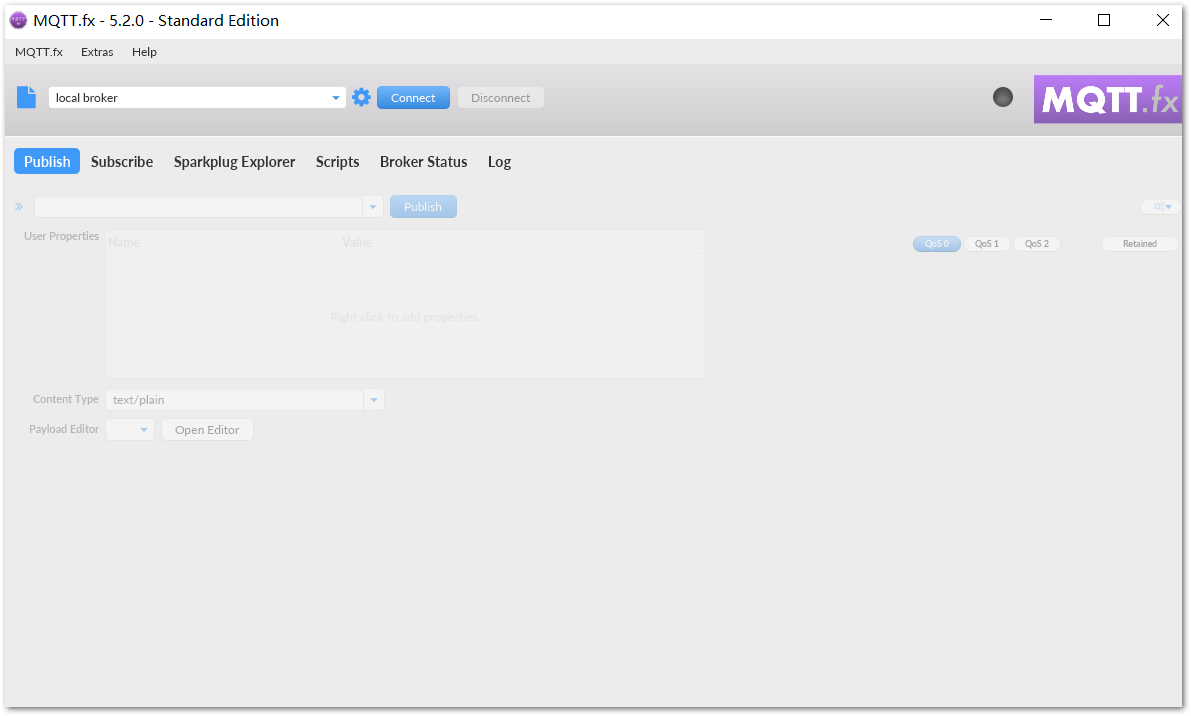 MQTT.fx - 5.2.0 - Standard Edition
MQTT.fx Extras Help
local broker Connect Disconnect MQTT.fx
Publish Subscribe Sparkplug Explorer Scripts Broker Status Log
Publish
User Properties Name Value QoS 0 QoS 1 QoS 2 Retained
Right click to add properties.
Content Type text/plain
Payload Editor Open Editor